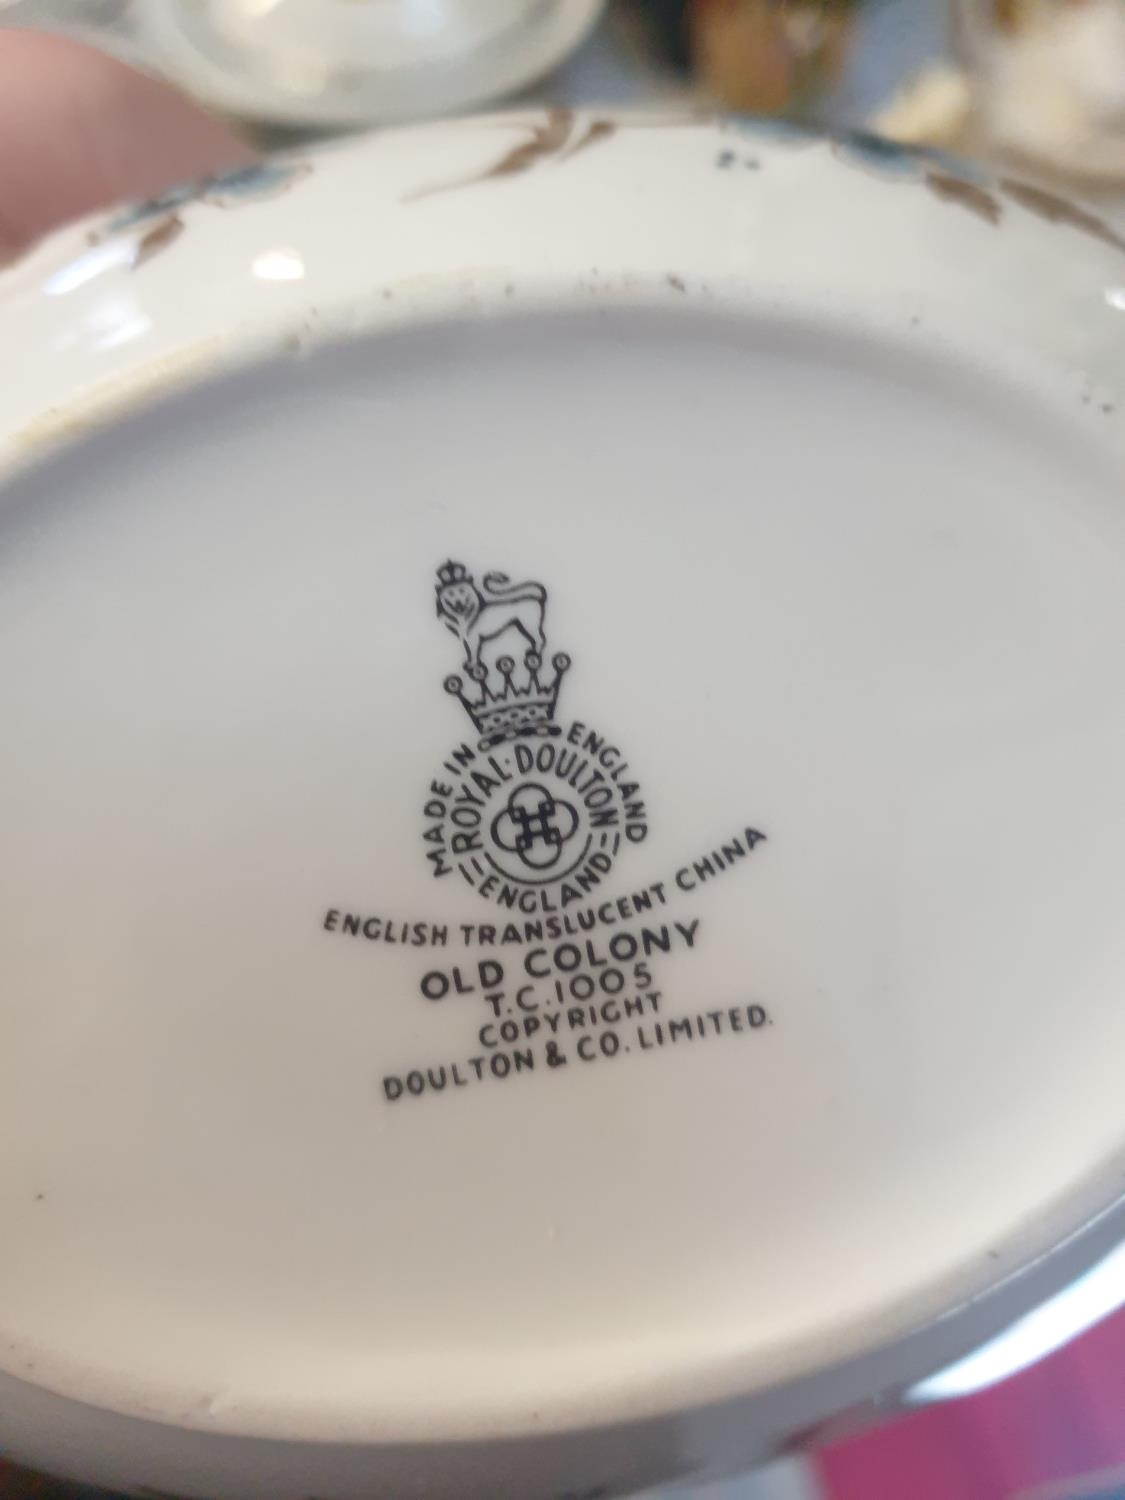 MADE IN ENGLAND
ROYAL·DOULTON
ENGLAND
ENGLISH TRANSLUCENT CHINA
OLD COLONY
T.C.1005
COPYRIGHT
DOULTON & CO. LIMITED.